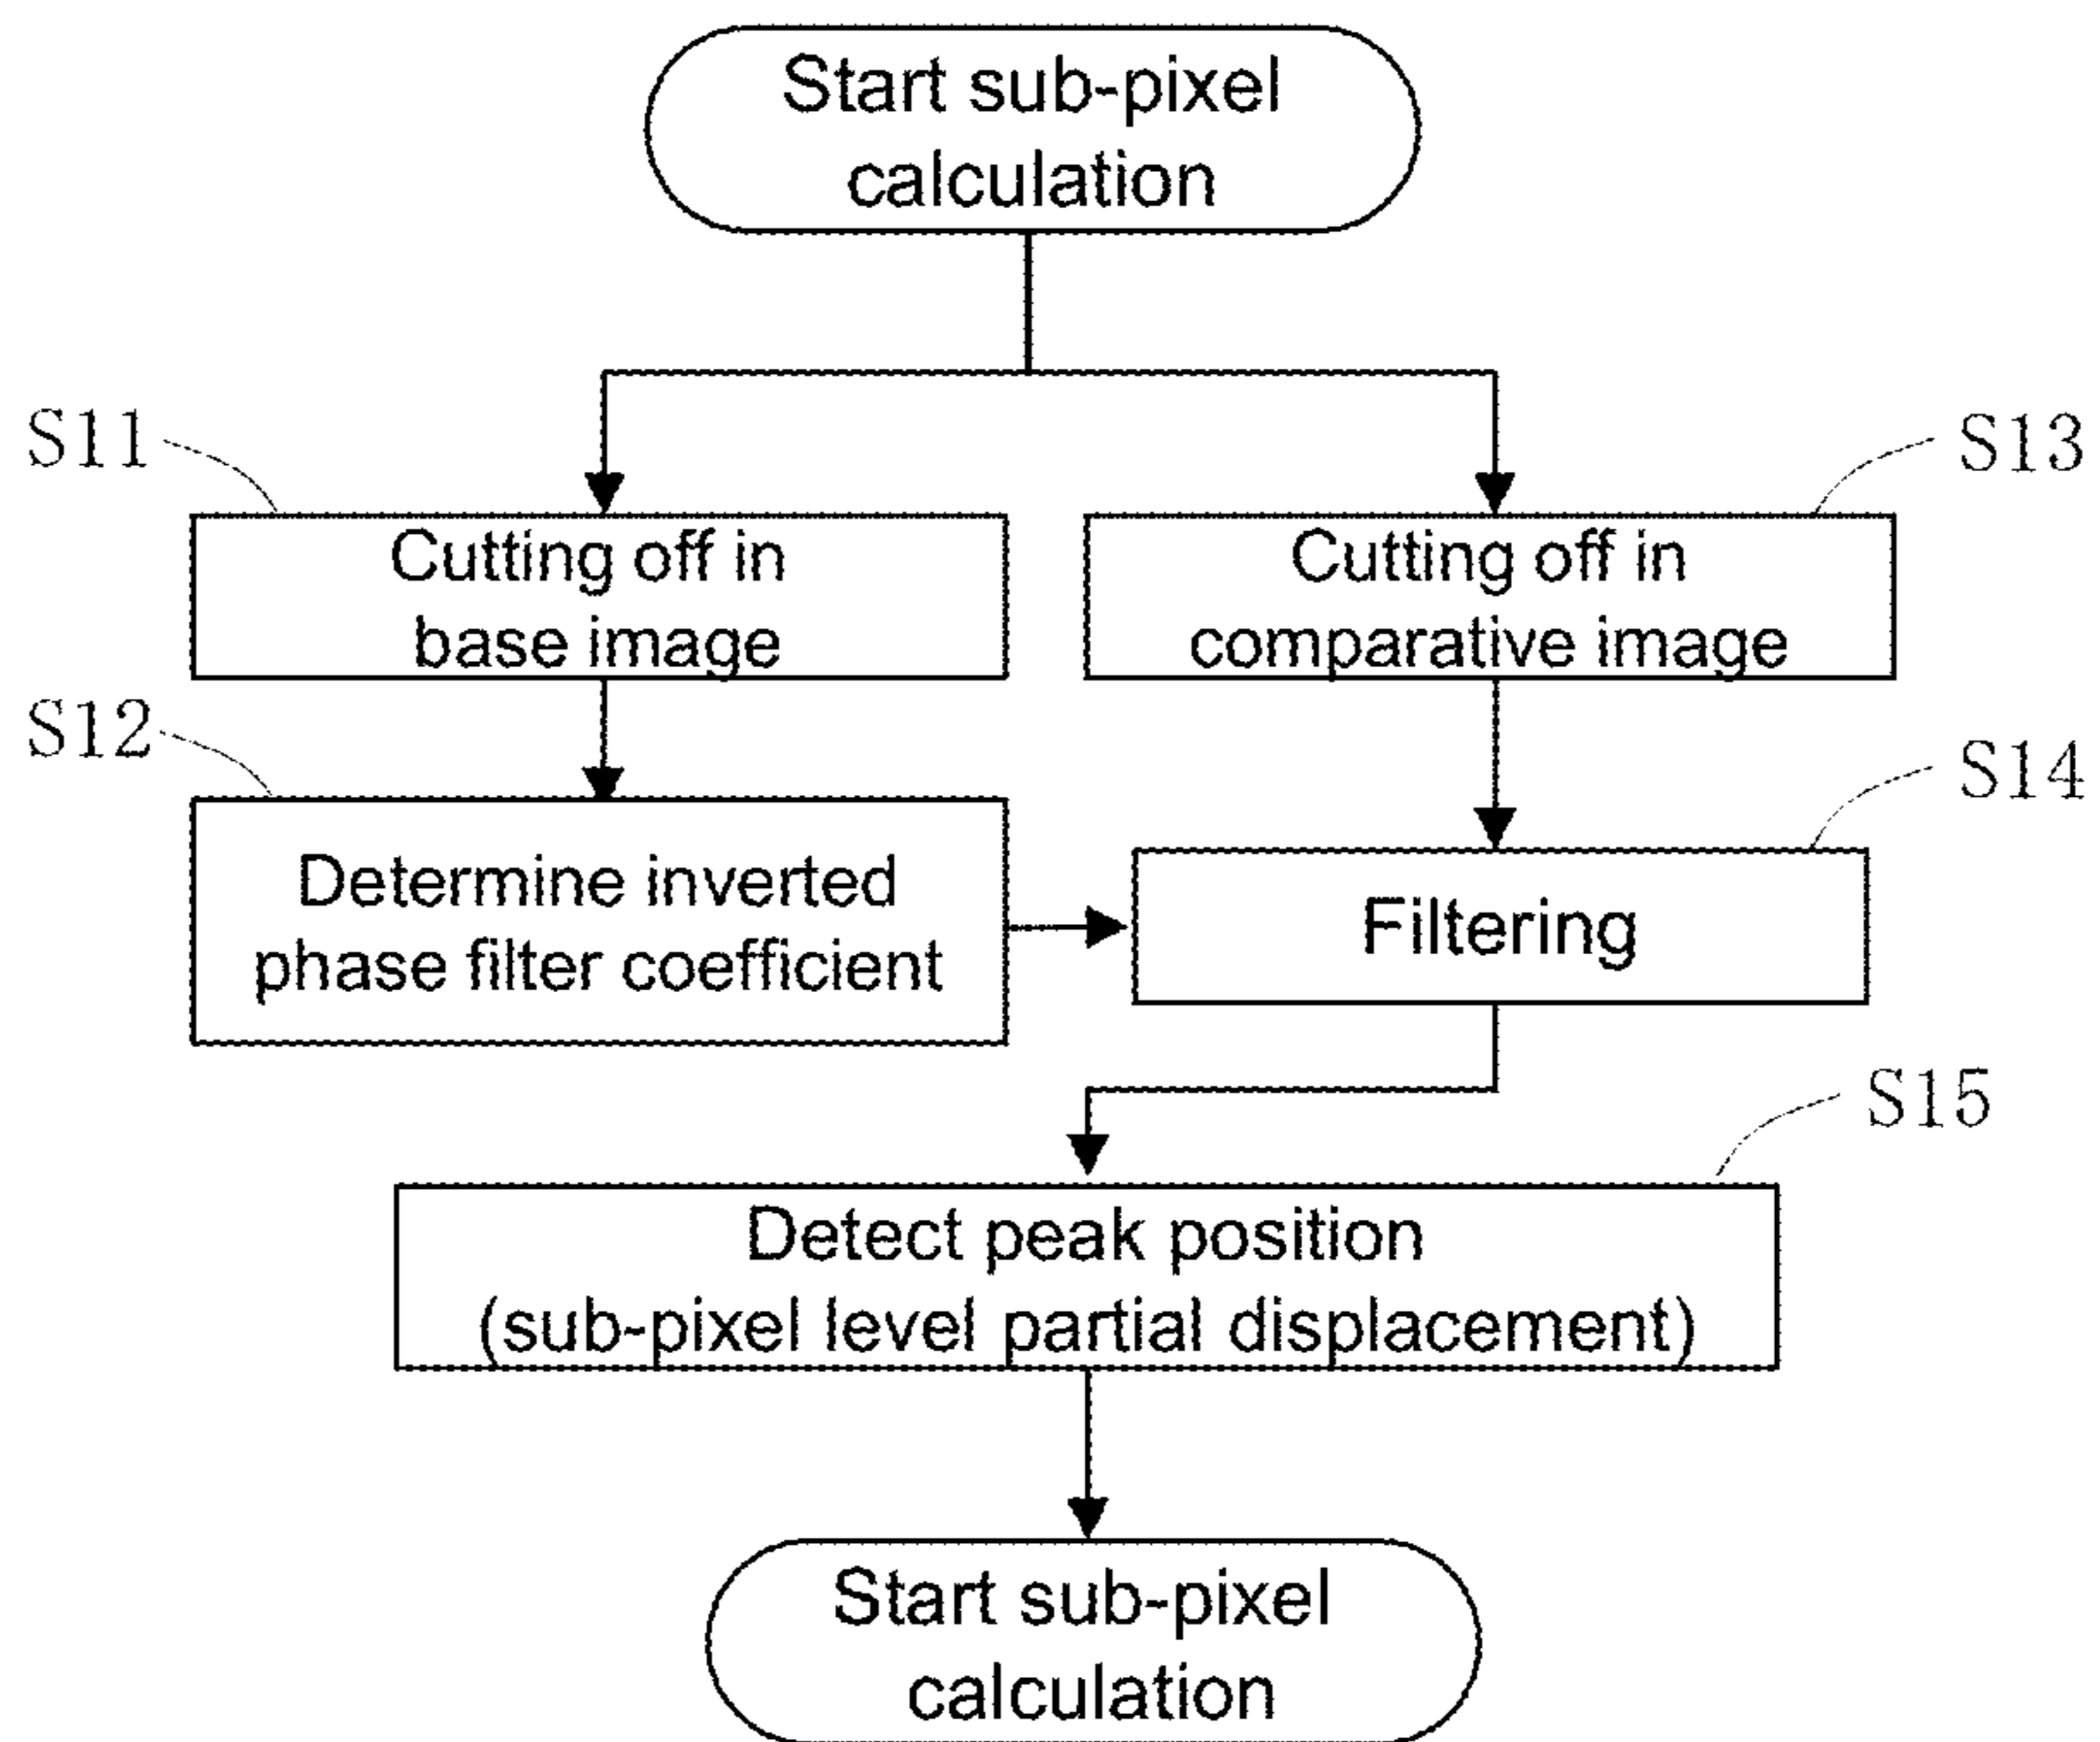 Start sub-pixel
calculation
S11
Cutting off in
base image
S13
Cutting off in
comparative image
S12
Determine inverted
phase filter coefficient
S14
Filtering
S15
Detect peak position
(sub-pixel level partial displacement)
Start sub-pixel
calculation